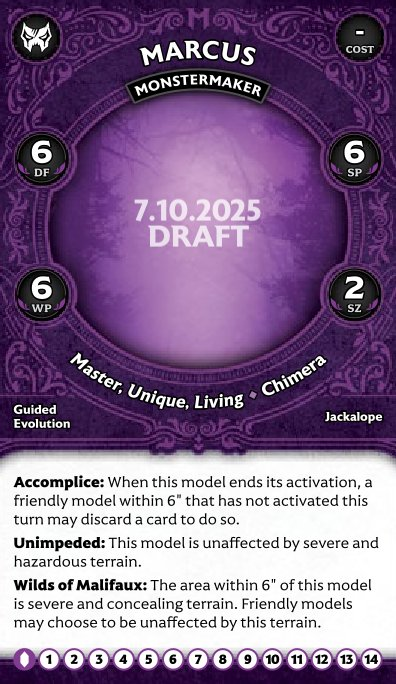 MARCUS
MONSTERMAKER
-
COST
6
DF
6
SP
7.10.2025
DRAFT
6
WP
2
SZ
Master, Unique, Living ◆ Chimera
Guided
Evolution
Jackalope
Accomplice: When this model ends its activation, a
friendly model within 6" that has not activated this
turn may discard a card to do so.
Unimpeded: This model is unaffected by severe and
hazardous terrain.
Wilds of Malifaux: The area within 6" of this model
is severe and concealing terrain. Friendly models
may choose to be unaffected by this terrain.
1 2 3 4 5 6 7 8 9 10 11 12 13 14